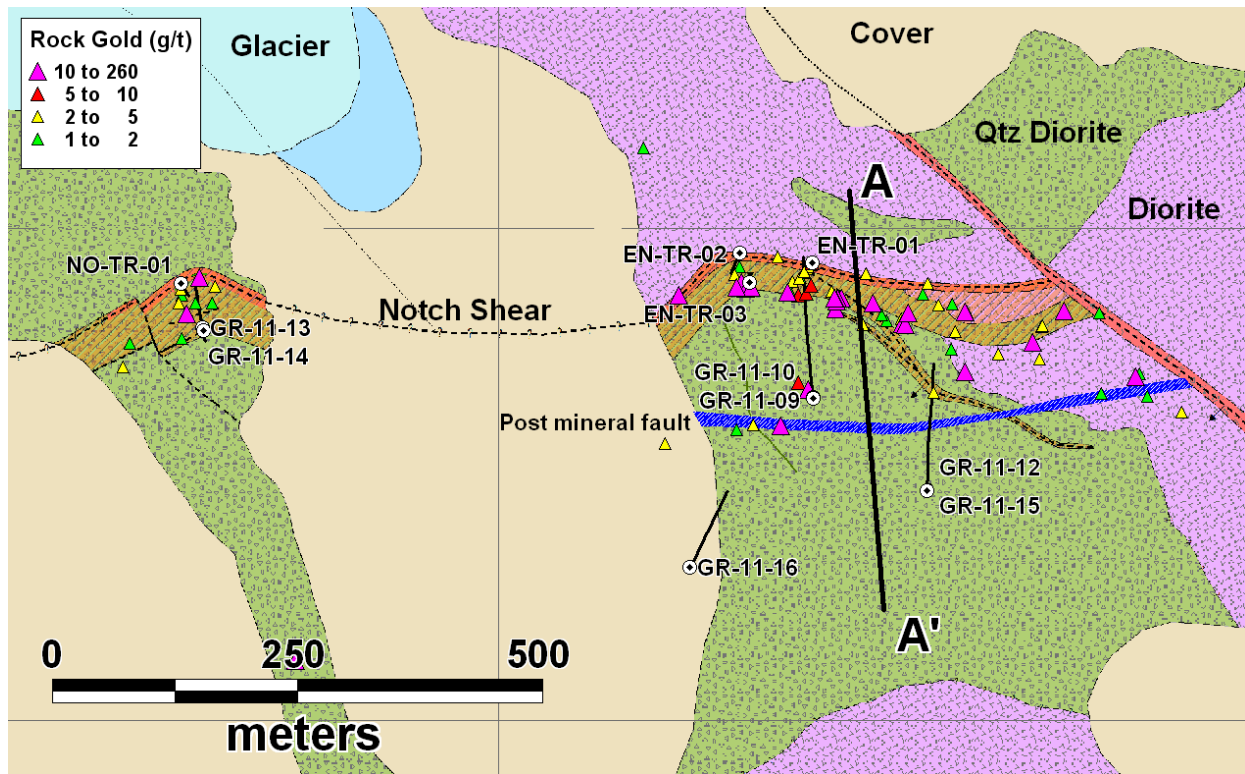 Rock Gold (g/t)
10 to 260
5 to 10
2 to 5
1 to 2
Glacier
Cover
Qtz Diorite
Diorite
A
NO-TR-01
EN-TR-02
EN-TR-01
Notch Shear
EN-TR-03
GR-11-13
GR-11-14
GR-11-10
GR-11-09
Post mineral fault
GR-11-12
GR-11-15
GR-11-16
A'
0 250 500
meters